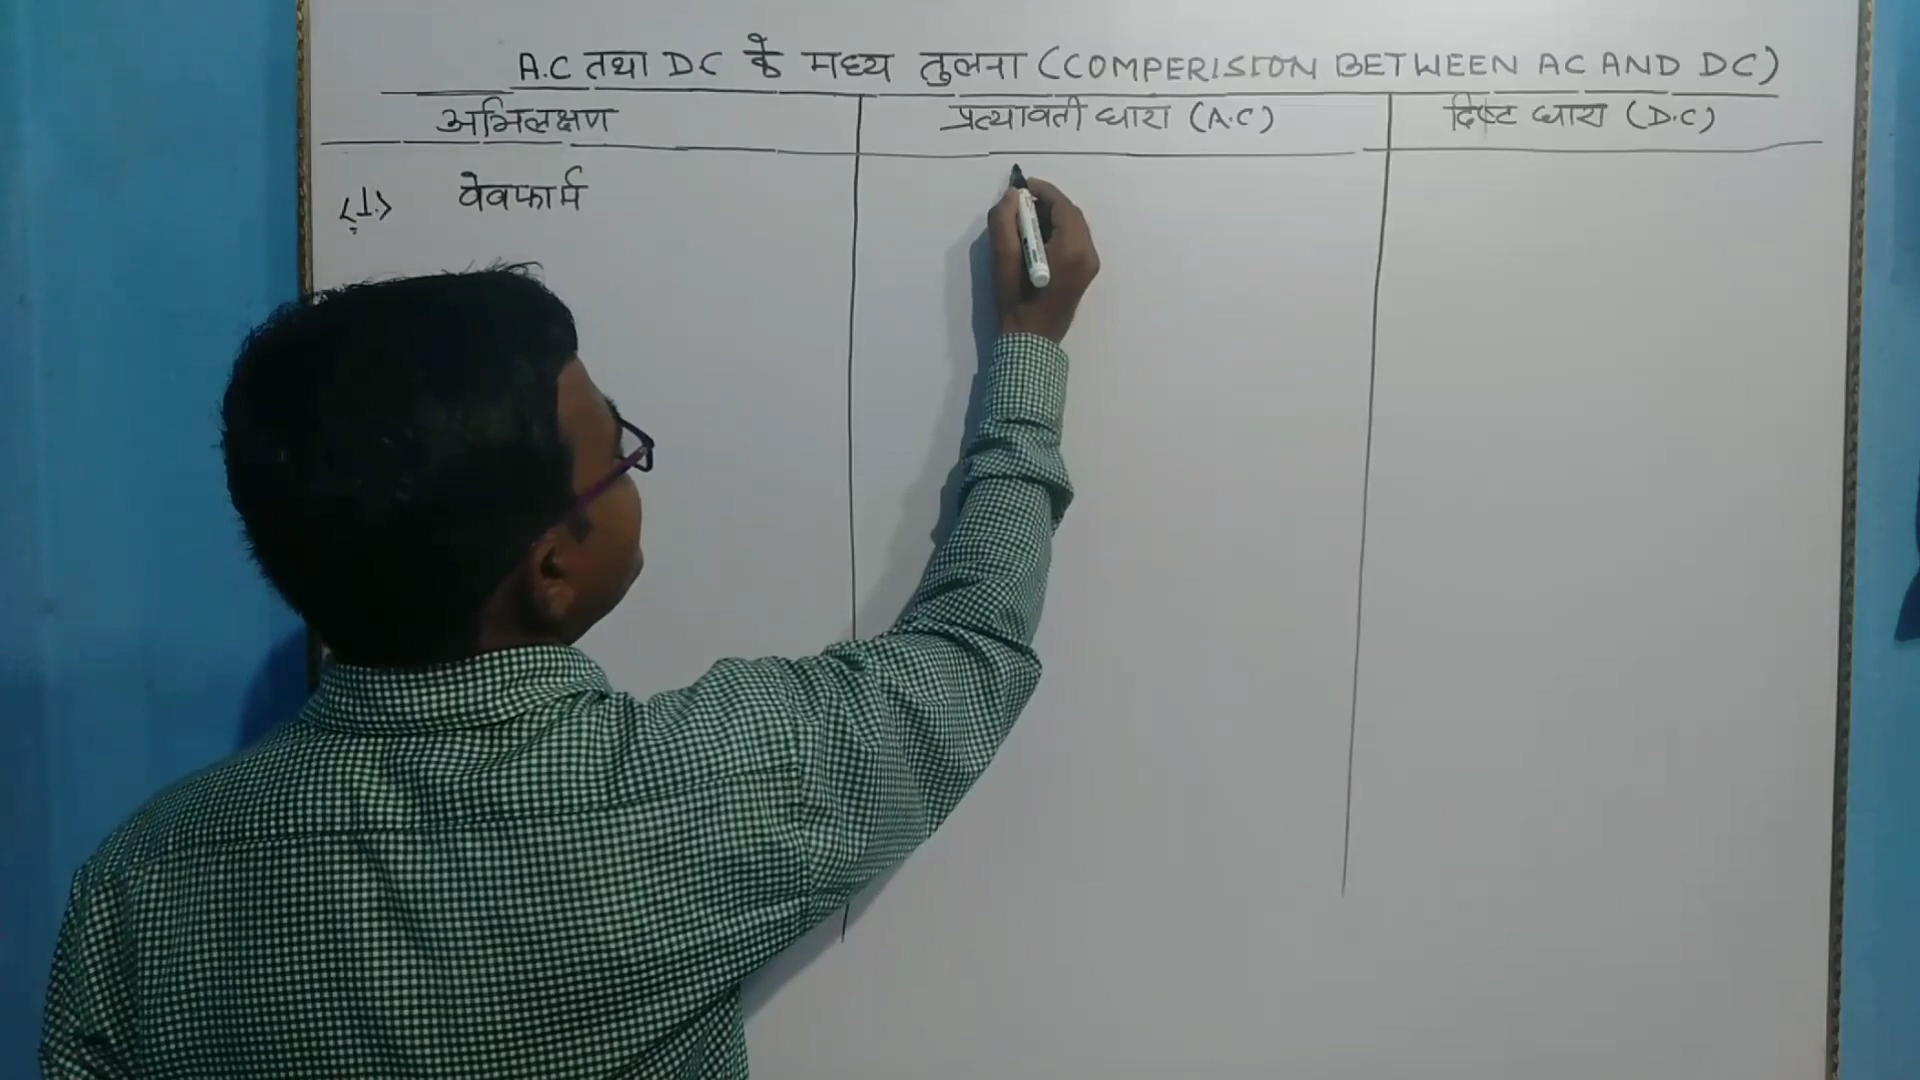 A.C तथा DC के मध्य तुलना (COMPERISION BETWEEN AC AND DC)
अभिलक्षण प्रत्यावर्ती धारा (A.C) दिष्ट धारा (D.C)
<1.> वेवफार्म